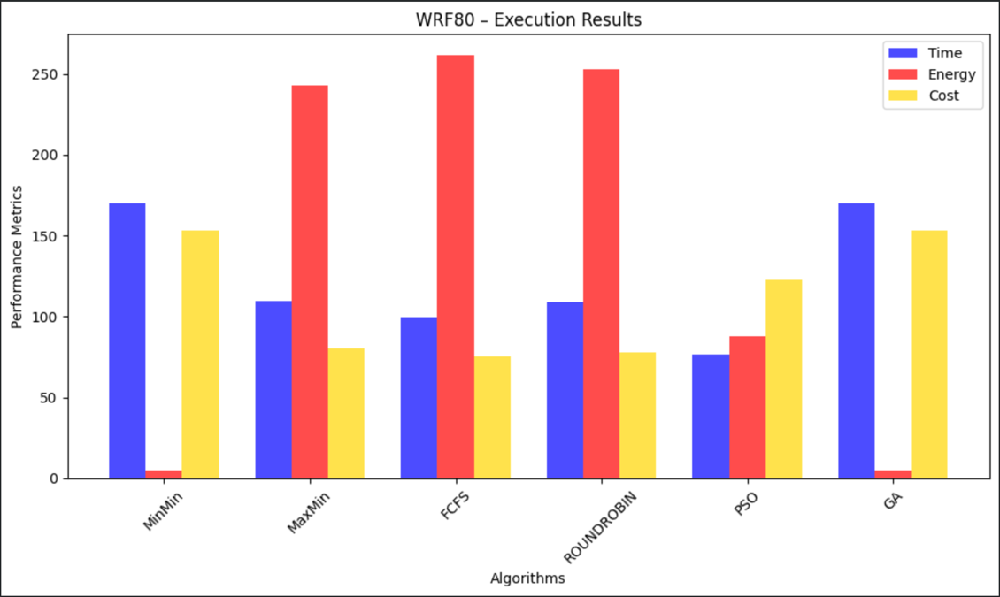 WRF80 – Execution Results
Time
Energy
Cost
Performance Metrics
250
200
150
100
50
0
MinMin
MaxMin
FCFS
ROUNDROBIN
PSO
GA
Algorithms